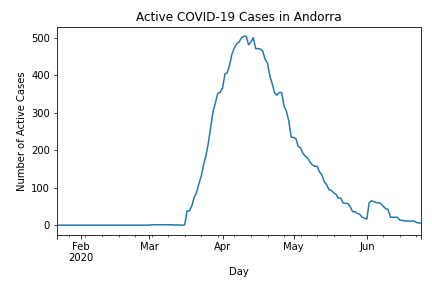 Active COVID-19 Cases in Andorra
Number of Active Cases
500
400
300
200
100
0
Feb
2020
Mar
Apr
May
Jun
Day